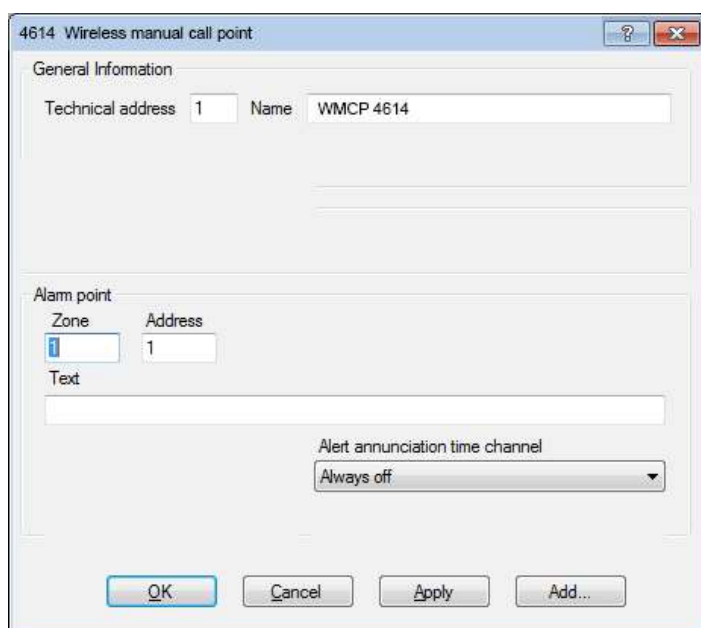 4614 Wireless manual call point
?
General Information
Technical address 1 Name WMCP 4614
Alarm point
Zone Address
1 1
Text
Alert annunciation time channel
Always off
OK Cancel Apply Add...